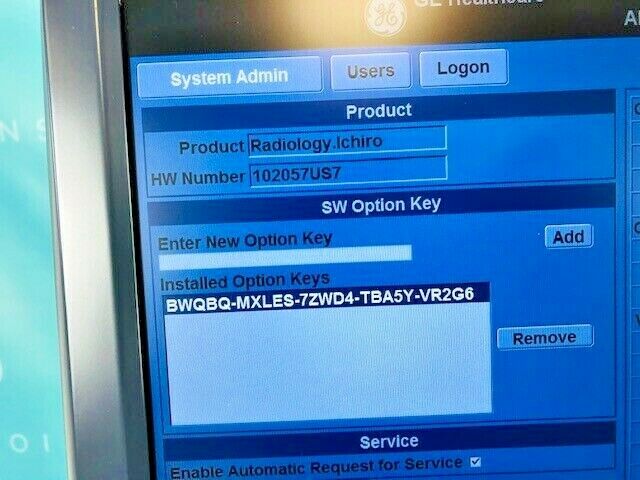 GE Healthcare
System Admin
Users
Logon
Product
Product Radiology.Ichiro
HW Number 102057US7
SW Option Key
Enter New Option Key
Add
Installed Option Keys
BWQBQ-MXLES-7ZWD4-TBA5Y-VR2G6
Remove
Service
Enable Automatic Request for Service